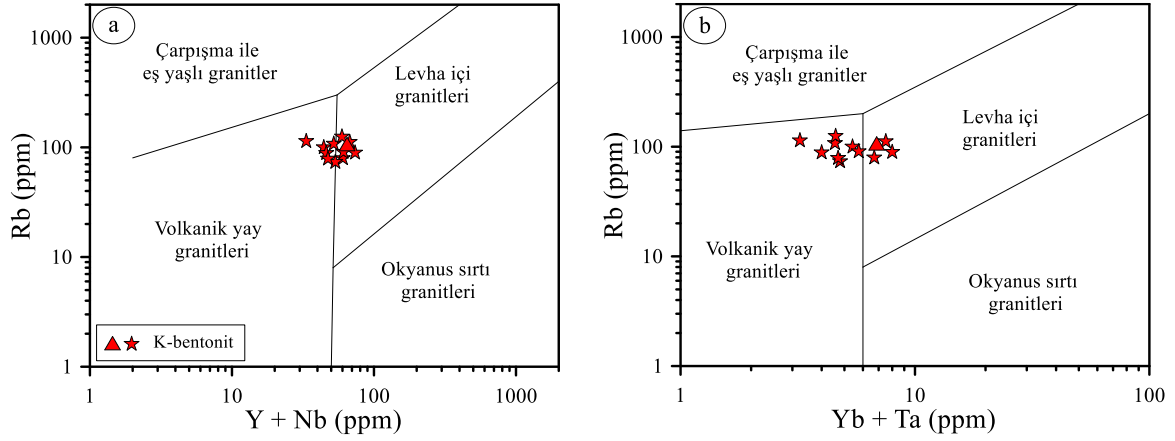 a
Rb (ppm)
1000
100
10
1
Çarpışma ile
eş yaşlı granitler
Levha içi
granitleri
Volkanik yay
granitleri
Okyanus sırtı
granitleri
K-bentonit
1 10 100 1000
Y + Nb (ppm)
b
Rb (ppm)
1000
100
10
1
Çarpışma ile
eş yaşlı granitler
Levha içi
granitleri
Volkanik yay
granitleri
Okyanus sırtı
granitleri
1 10 100
Yb + Ta (ppm)